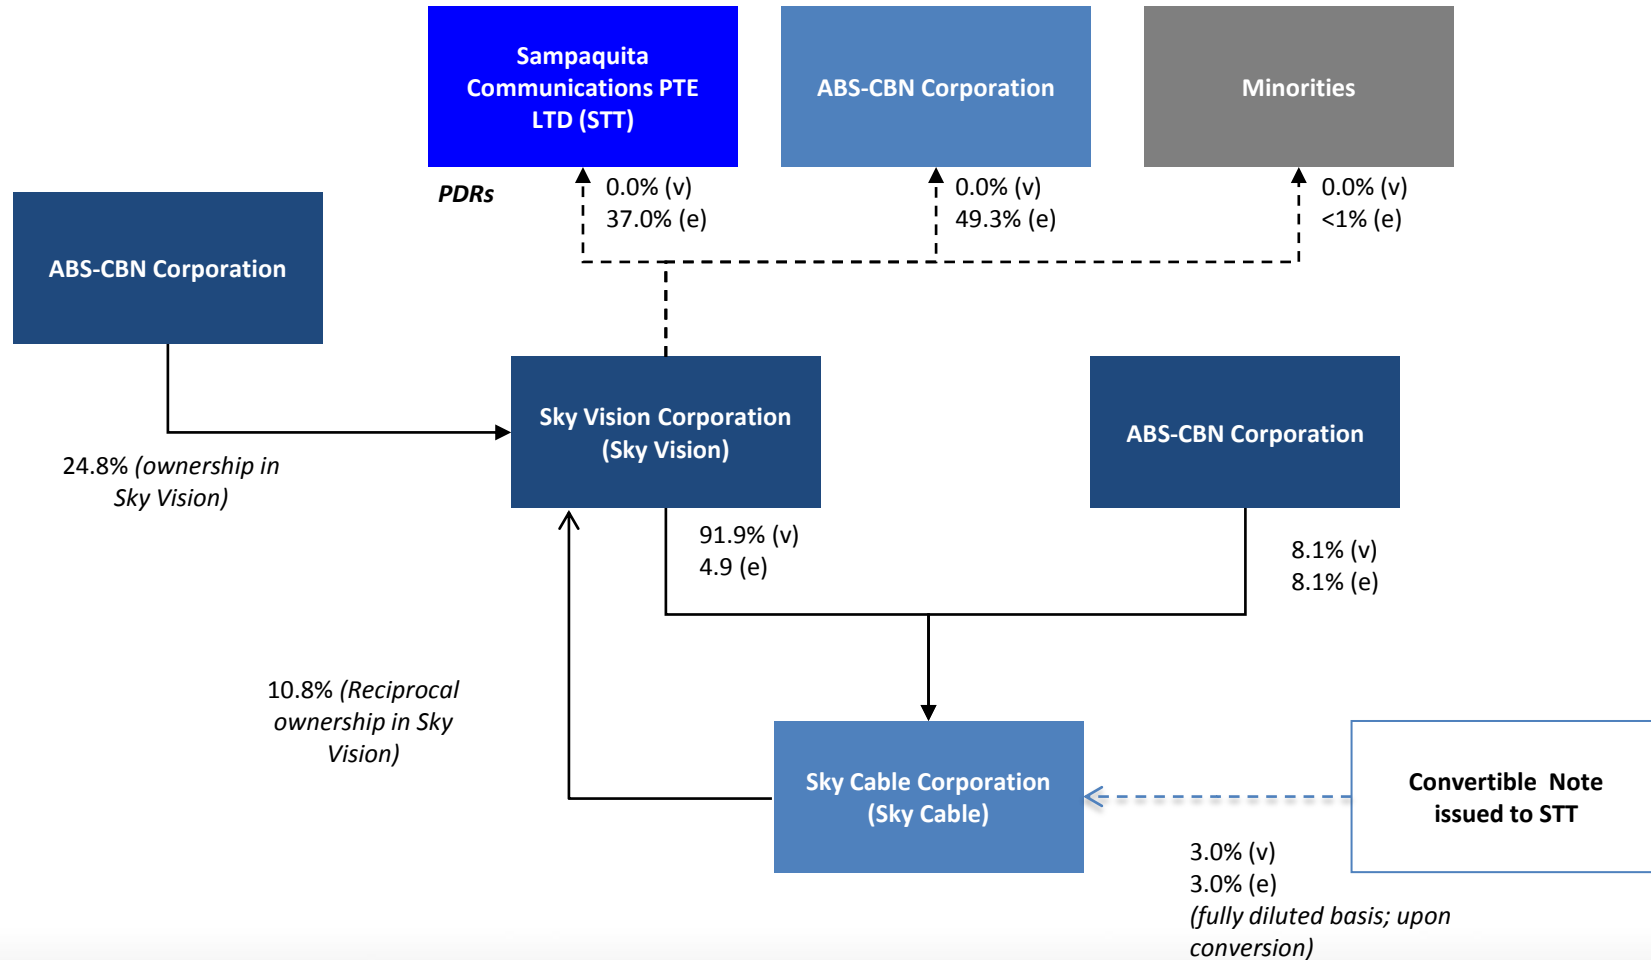 Sampaquita
Communications PTE
LTD (STT)
ABS-CBN Corporation
Minorities
PDRs
0.0% (v)
37.0% (e)
0.0% (v)
49.3% (e)
0.0% (v)
<1% (e)
ABS-CBN Corporation
24.8% (ownership in
Sky Vision)
Sky Vision Corporation
(Sky Vision)
ABS-CBN Corporation
91.9% (v)
4.9 (e)
8.1% (v)
8.1% (e)
10.8% (Reciprocal
ownership in Sky
Vision)
Sky Cable Corporation
(Sky Cable)
Convertible Note
issued to STT
3.0% (v)
3.0% (e)
(fully diluted basis; upon
conversion)